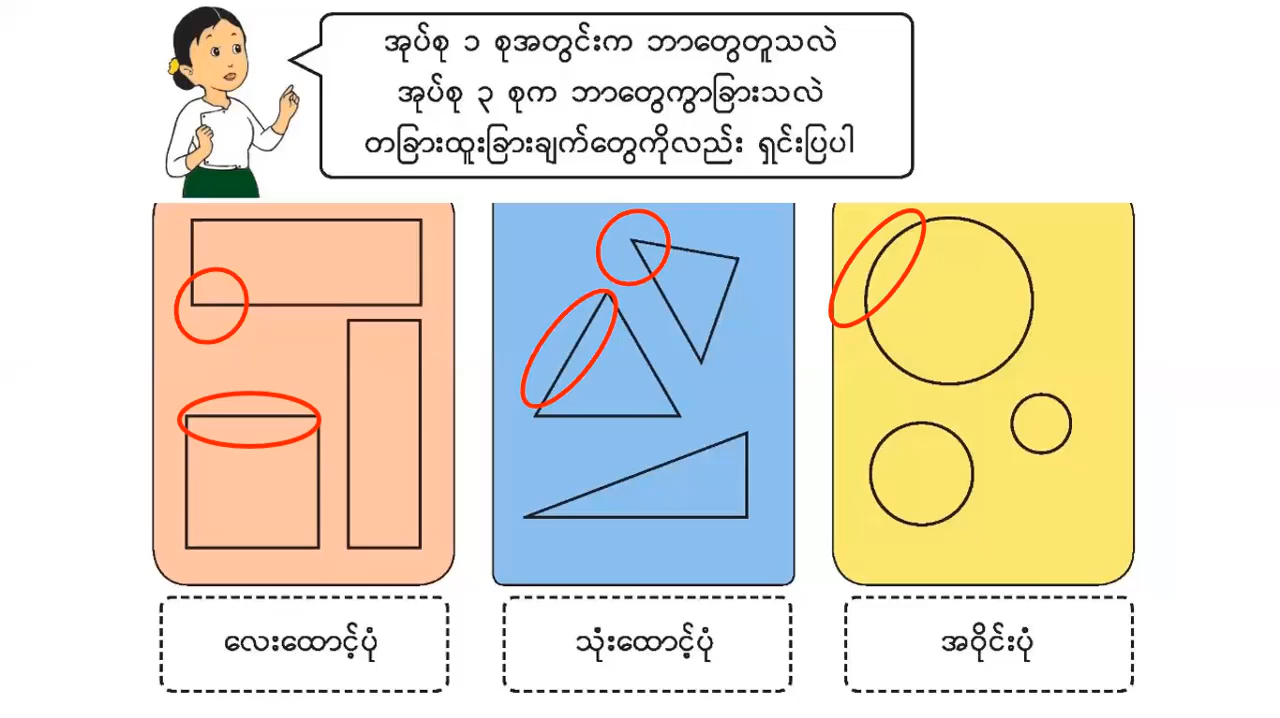 အုပ်စု ၁ စုအတွင်းက ဘာတွေတူသလဲ
အုပ်စု ၃ စုက ဘာတွေကွာခြားသလဲ
တခြားထူးခြားချက်တွေကိုလည်း ရှင်းပြပါ
လေးထောင့်ပုံ
သုံးထောင့်ပုံ
အဝိုင်းပုံ